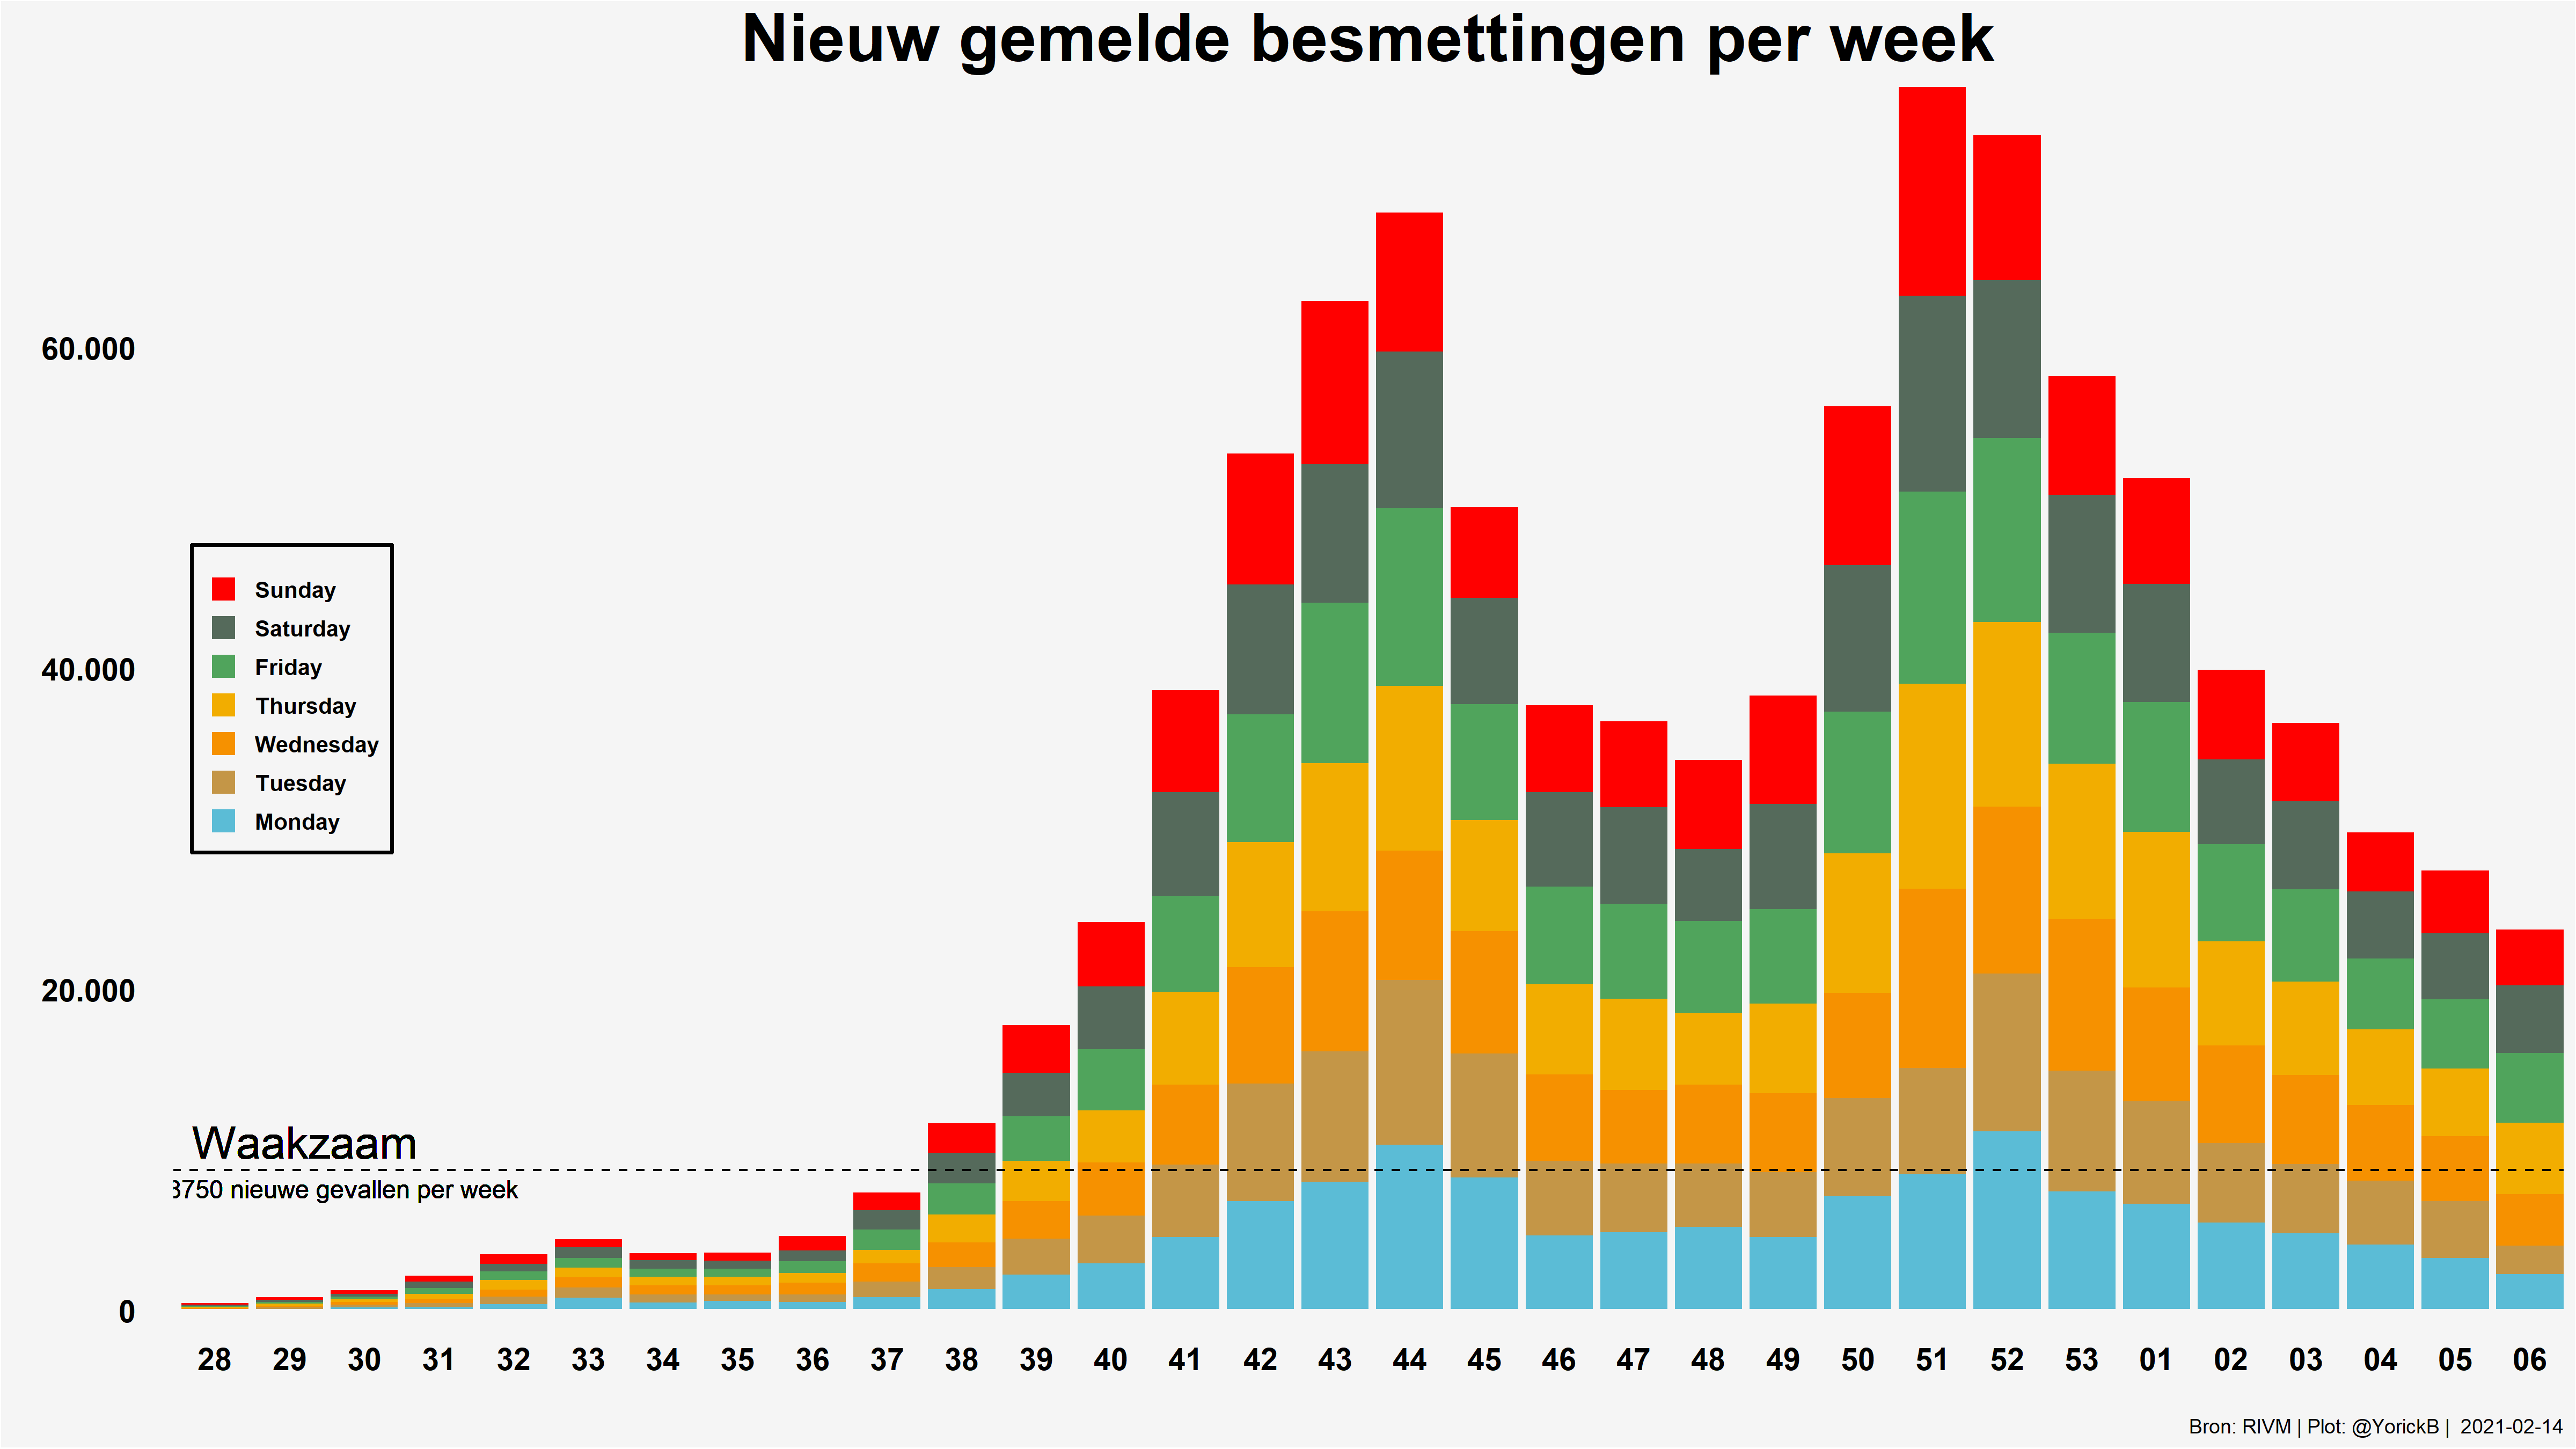 Nieuw gemelde besmettingen per week
60.000
40.000
20.000
0
Sunday
Saturday
Friday
Thursday
Wednesday
Tuesday
Monday
Waakzaam
8750 nieuwe gevallen per week
28 29 30 31 32 33 34 35 36 37 38 39 40 41 42 43 44 45 46 47 48 49 50 51 52 53 01 02 03 04 05 06
Bron: RIVM | Plot: @YorickB | 2021-02-14